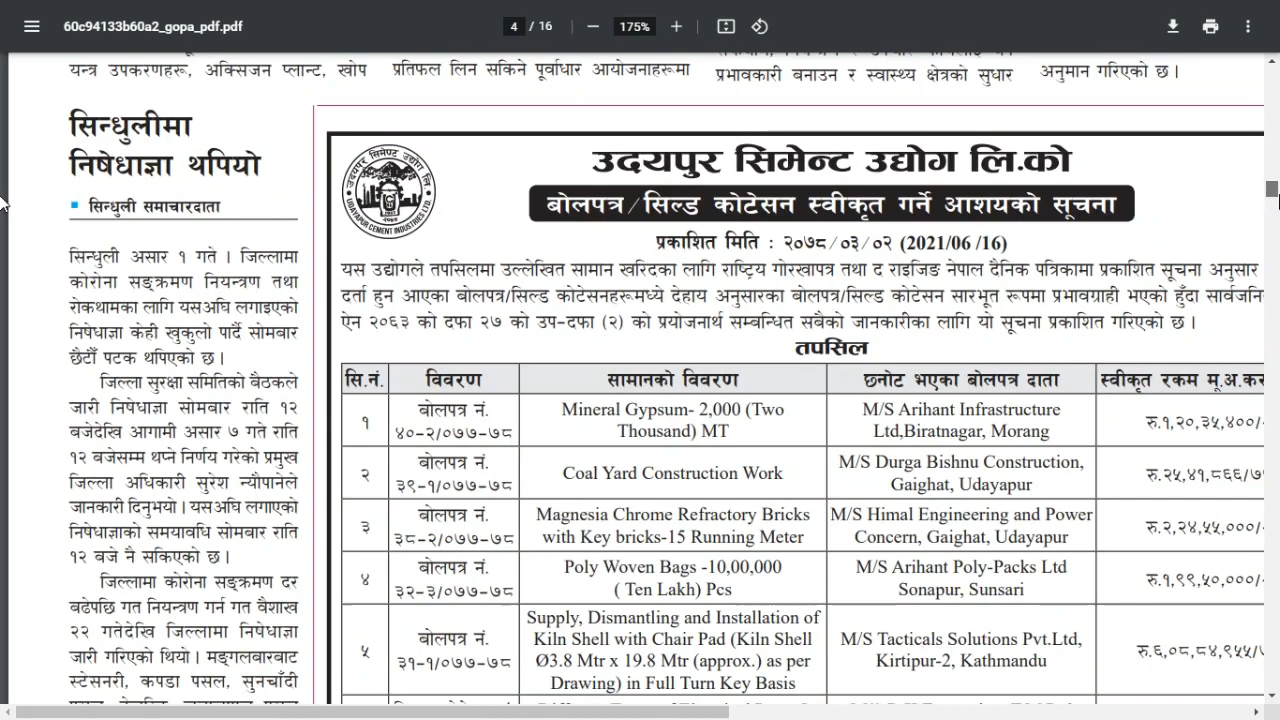 60c94133b60a2_gopa_pdf.pdf
4 / 16
175%
यन्त्र उपकरणहरू, अक्सिजन प्लान्ट, खोप
प्रतिफल लिन सकिने पूर्वाधार आयोजनाहरूमा
प्रभावकारी बनाउन र स्वास्थ्य क्षेत्रको सुधार
अनुमान गरिएको छ ।
सिन्धुलीमा
निषेधाज्ञा थपियो
सिन्धुली समाचारदाता
सिन्धुली असार १ गते । जिल्लामा
कोरोना सङ्क्रमण नियन्त्रण तथा
रोकथामका लागि यसअघि लगाइएको
निषेधाज्ञा केही खुकुलो पार्दै सोमबार
छैटौँ पटक थपिएको छ ।
जिल्ला सुरक्षा समितिको बैठकले
जारी निषेधाज्ञा सोमबार राति १२
बजेदेखि आगामी असार ७ गते राति
१२ बजेसम्म थप्ने निर्णय गरेको प्रमुख
जिल्ला अधिकारी सुरेश न्यौपानेले
जानकारी दिनुभयो । यसअघि लगाएको
निषेधाज्ञाको समयावधि सोमबार राति
१२ बजे नै सकिएको छ ।
जिल्लामा कोरोना सङ्क्रमण दर
बढेपछि गत नियन्त्रण गर्न गत वैशाख
२२ गतेदेखि जिल्लामा निषेधाज्ञा
जारी गरिएको थियो । मङ्गलबारबाट
स्टेसनरी, कपडा पसल, सुनचाँदी
उदयपुर सिमेण्ट उद्योग लि.
UDAYAPUR CEMENT INDUSTRIES LTD.
उदयपुर सिमेन्ट उद्योग लि.को
बोलपत्र/सिल्ड कोटेसन स्वीकृत गर्ने आशयको सूचना
प्रकाशित मिति : २०७८/०३/०२ (2021/06 /16)
यस उद्योगले तपसिलमा उल्लेखित सामान खरिदका लागि राष्ट्रिय गोरखापत्र तथा द राइजिङ नेपाल दैनिक पत्रिकामा प्रकाशित सूचना अनुसार
दर्ता हुन आएका बोलपत्र/सिल्ड कोटेसनहरूमध्ये देहाय अनुसारका बोलपत्र/सिल्ड कोटेसन सारभूत रूपमा प्रभावग्राही भएको हुँदा सार्वजनि
ऐन २०६३ को दफा २७ को उप-दफा (२) को प्रयोजनार्थ सम्बन्धित सबैको जानकारीका लागि यो सूचना प्रकाशित गरिएको छ ।
तपसिल
सि.नं. विवरण सामानको विवरण छनोट भएका बोलपत्र दाता स्वीकृत रकम मू.अ.कर
१ बोलपत्र नं. ४०-२/०७७-७८ Mineral Gypsum- 2,000 (Two Thousand) MT M/S Arihant Infrastructure Ltd,Biratnagar, Morang रु.१,२०,३५,४००/-
२ बोलपत्र नं. ३९-१/०७७-७८ Coal Yard Construction Work M/S Durga Bishnu Construction, Gaighat, Udayapur रु.२५,४१,८६६/७
३ बोलपत्र नं. ३८-२/०७७-७८ Magnesia Chrome Refractory Bricks with Key bricks-15 Running Meter M/S Himal Engineering and Power Concern, Gaighat, Udayapur रु.२,२४,५५,०००/-
४ बोलपत्र नं. ३२-३/०७७-७८ Poly Woven Bags -10,00,000 ( Ten Lakh) Pcs M/S Arihant Poly-Packs Ltd Sonapur, Sunsari रु.१,९९,५०,०००/-
५ बोलपत्र नं. ३१-१/०७७-७८ Supply, Dismantling and Installation of Kiln Shell with Chair Pad (Kiln Shell Ø3.8 Mtr x 19.8 Mtr (approx.) as per Drawing) in Full Turn Key Basis M/S Tacticals Solutions Pvt.Ltd, Kirtipur-2, Kathmandu रु.६,०८,८४,९५५/